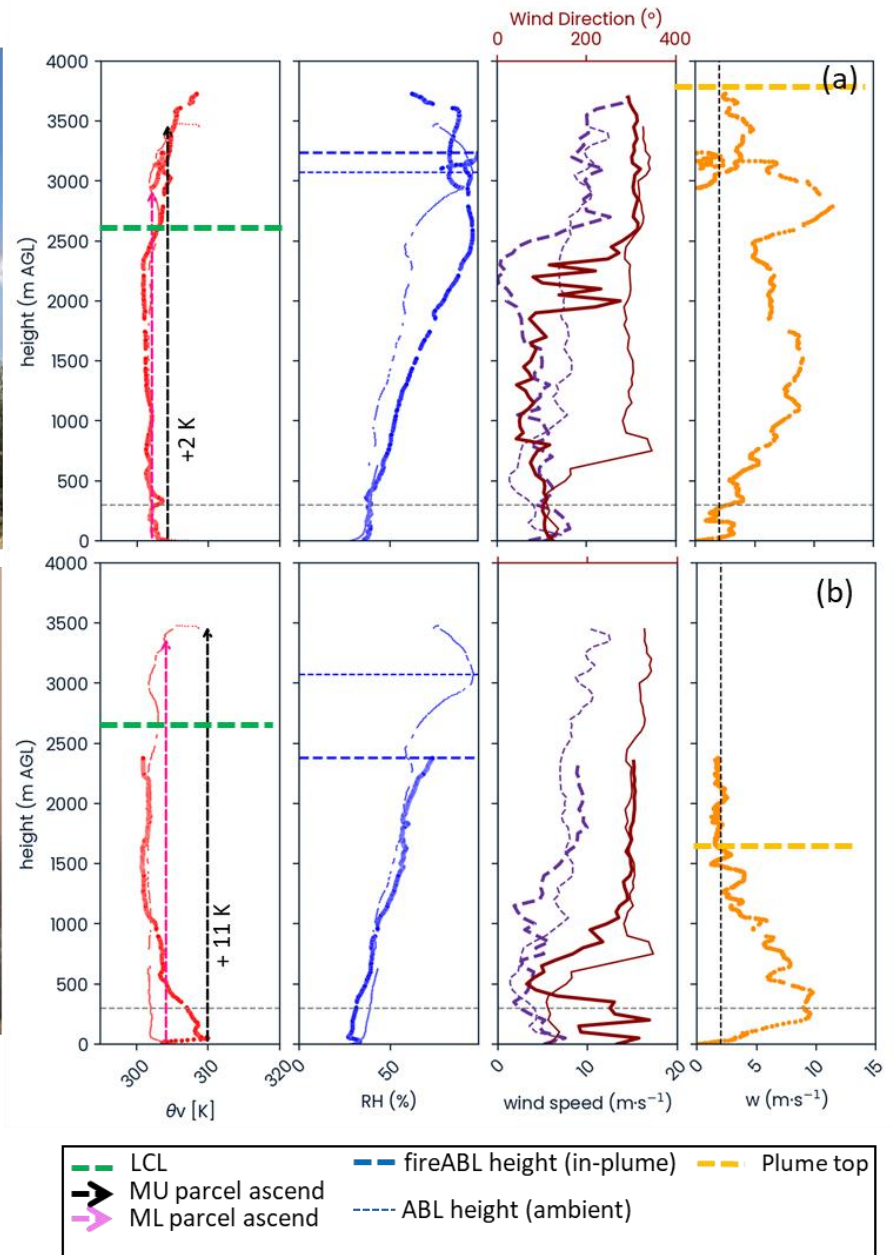 Wind Direction (º)
0 200 400
(a)
4000
3500
3000
2500
2000
1500
1000
500
0
height (m AGL)
+2 K
(b)
4000
3500
3000
2500
2000
1500
1000
500
0
height (m AGL)
+ 11 K
300 310 320
0 50
0 10 20
0 5 10 15
θv [K]
RH (%)
wind speed (m·s⁻¹)
w (m·s⁻¹)
LCL
MU parcel ascend
ML parcel ascend
fireABL height (in-plume)
ABL height (ambient)
Plume top